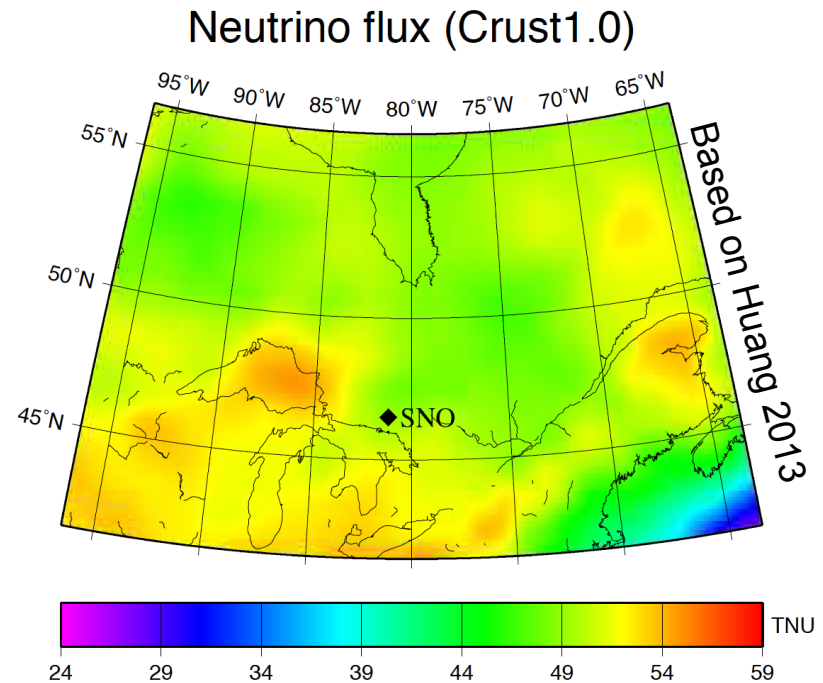 Neutrino flux (Crust1.0)
95°W 90°W 85°W 80°W 75°W 70°W 65°W
55°N
50°N
45°N
SNO
Based on Huang 2013
TNU
24 29 34 39 44 49 54 59